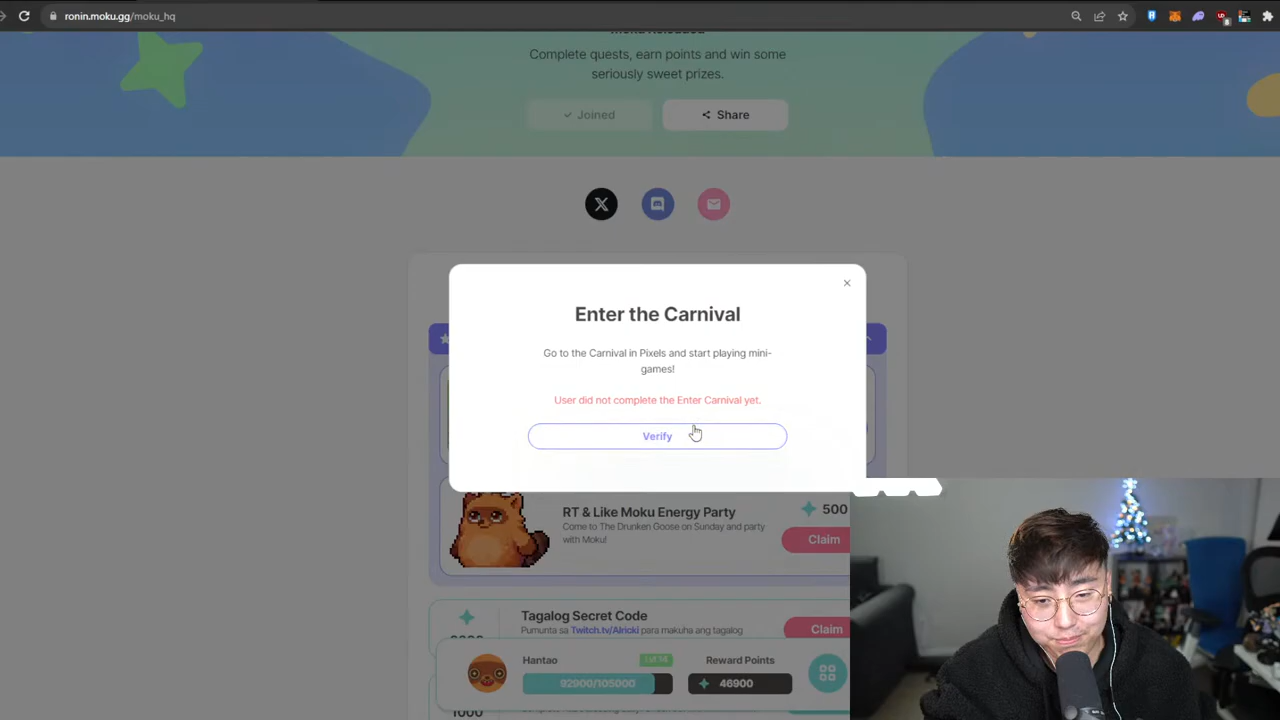 ronin.moku.gg/moku_hq
Complete quests, earn points and win some
seriously sweet prizes.
Joined
Share
Enter the Carnival
Go to the Carnival in Pixels and start playing mini-
games!
User did not complete the Enter Carnival yet.
Verify
RT & Like Moku Energy Party
500
Come to The Drunken Goose on Sunday and party
with Moku!
Claim
Tagalog Secret Code
Pumunta sa Twitch.tv/Alricki para makuha ang tagalog
Claim
Hantao
Reward Points
92900/105000
46900
1000